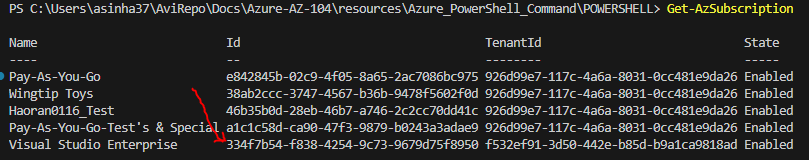 PS C:\Users\asinha37\AviRepo\Docs\Azure-AZ-104\resources\Azure_PowerShell_Command\POWERSHELL> Get-AzSubscription
Name Id TenantId State
---- -- -------- -----
Pay-As-You-Go e842845b-02c9-4f05-8a65-2ac7086bc975 926d99e7-117c-4a6a-8031-0cc481e9da26 Enabled
Wingtip Toys 38ab2ccc-3747-4567-b36b-9478f5602f0d 926d99e7-117c-4a6a-8031-0cc481e9da26 Enabled
Haoran0116_Test 46b35b0d-28eb-46b7-a746-2c2cc70dd41c 926d99e7-117c-4a6a-8031-0cc481e9da26 Enabled
Pay-As-You-Go-Test's & Special a1c1c58d-ca90-47f3-9879-b0243a3adae9 926d99e7-117c-4a6a-8031-0cc481e9da26 Enabled
Visual Studio Enterprise 334f7b54-f838-4254-9c73-9679d75f8950 f532ef91-3d50-442e-b85d-b9a1ca9818ad Enabled